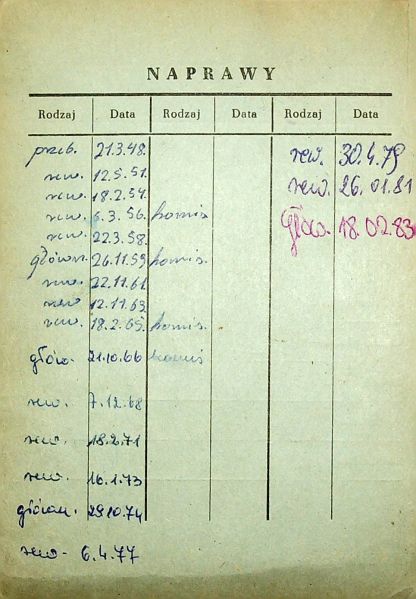 NAPRAWY
Rodzaj Data Rodzaj Data Rodzaj Data
przeb. 21.3.48.
rew. 12.5.51.
rew. 18.2.54.
rew. 6.3.56. komis.
rew. 22.3.58.
główn. 26.11.59. komis.
rew. 22.11.61.
rew. 12.11.63.
rew. 18.2.65. komis.
głów. 21.10.66 komis
rew. 7.12.68
rew. 18.2.71
rew. 16.1.73
główn. 29.10.74
rew. 6.4.77
rew. 30.4.79
rew. 26.01.81
głów. 18.02.83